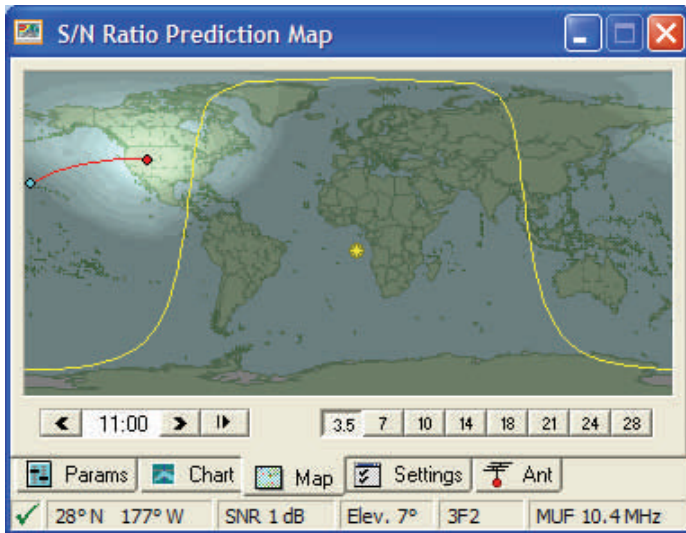 S/N Ratio Prediction Map
11:00
3.5 7 10 14 18 21 24 28
Params Chart Map Settings Ant
28° N 177° W SNR 1 dB Elev. 7° 3F2 MUF 10.4 MHz